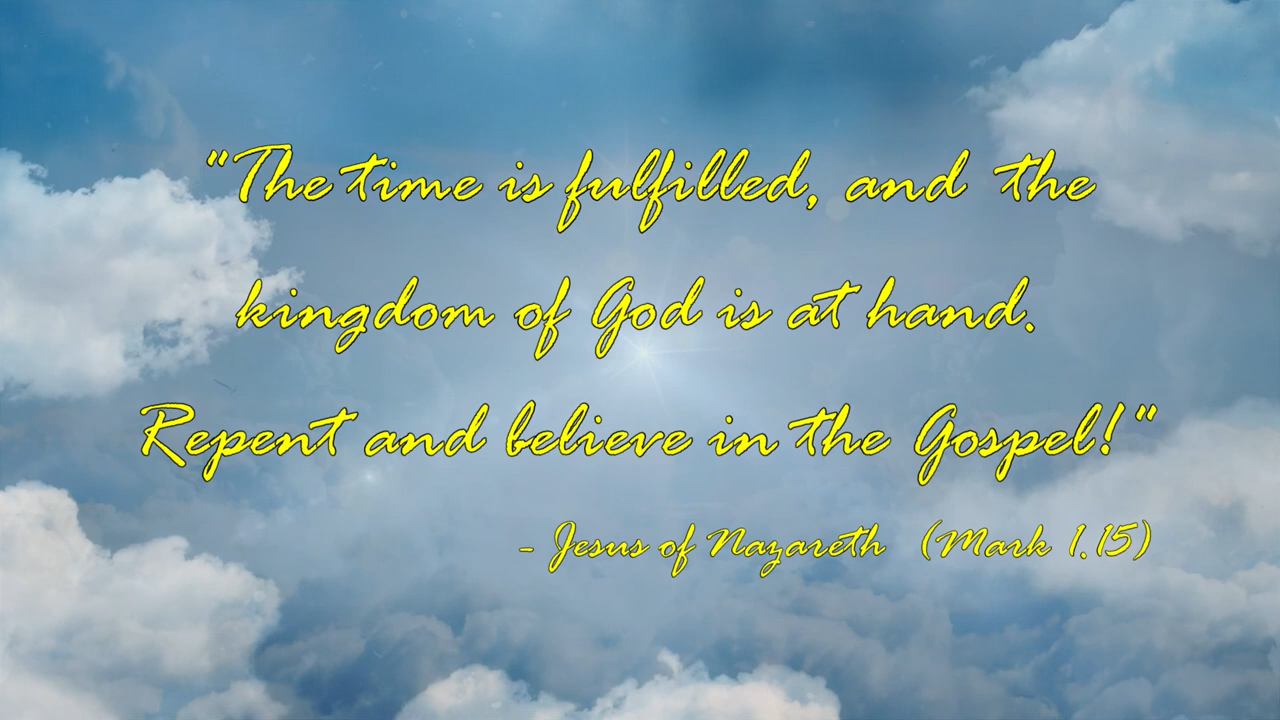 "The time is fulfilled, and the
kingdom of God is at hand.
Repent and believe in the Gospel!"
- Jesus of Nazareth (Mark 1.15)